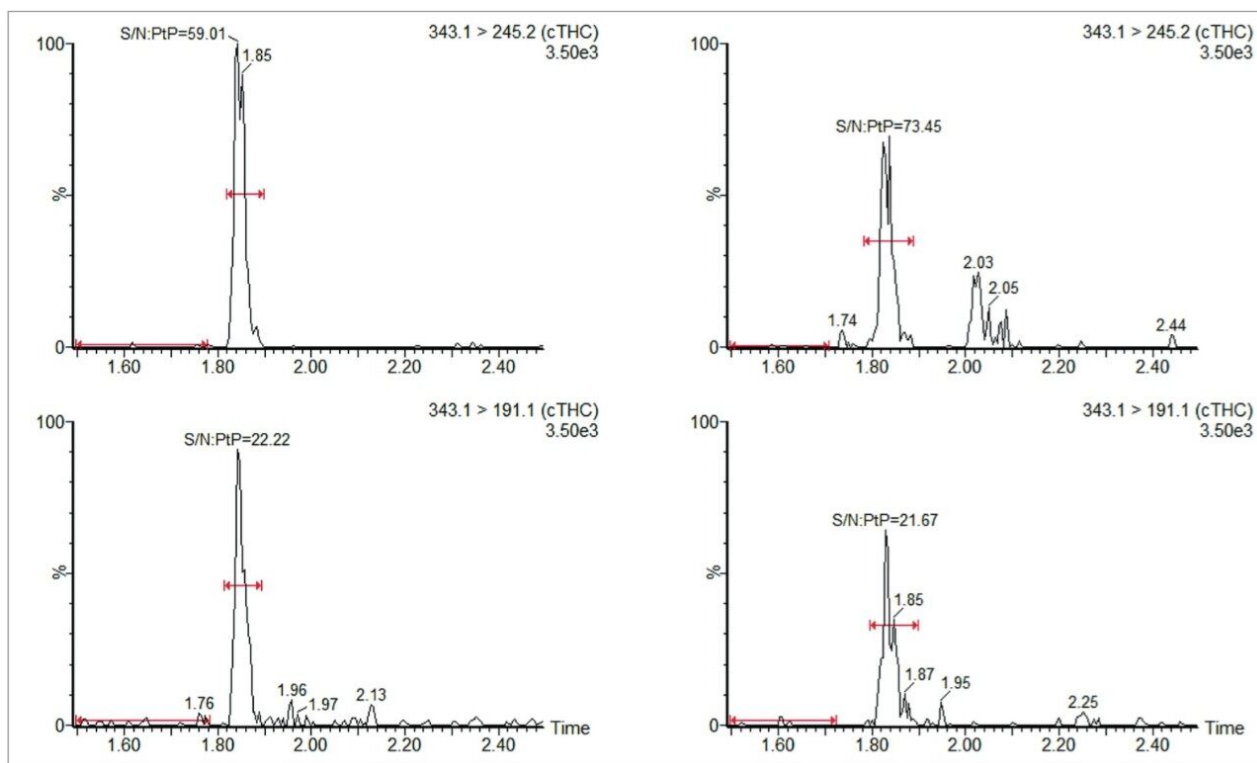 343.1 > 245.2 (cTHC)
3.50e3
S/N:PtP=59.01
1.85
100
%
0
1.60 1.80 2.00 2.20 2.40
343.1 > 245.2 (cTHC)
3.50e3
100
S/N:PtP=73.45
%
2.03
2.05
1.74
2.44
0
1.60 1.80 2.00 2.20 2.40
343.1 > 191.1 (cTHC)
3.50e3
100
S/N:PtP=22.22
%
1.76
1.96
1.97
2.13
0
Time
1.60 1.80 2.00 2.20 2.40
343.1 > 191.1 (cTHC)
3.50e3
100
S/N:PtP=21.67
%
1.85
1.87
1.95
2.25
0
Time
1.60 1.80 2.00 2.20 2.40